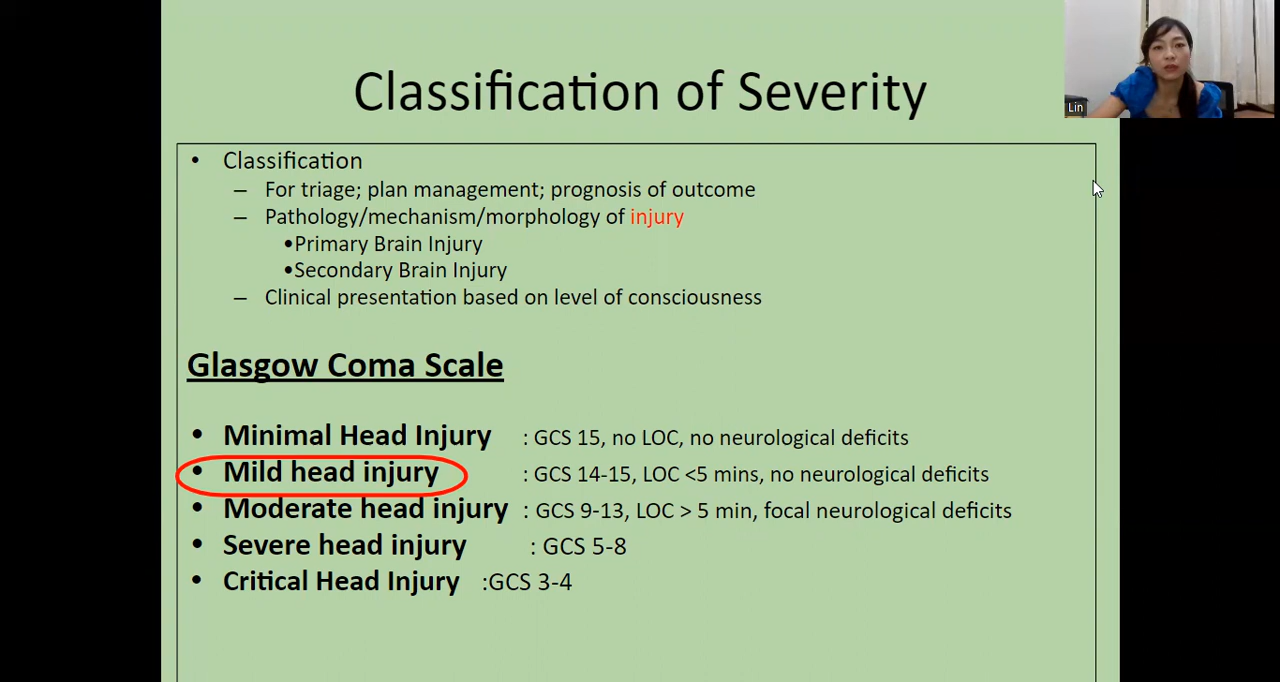 Classification of Severity
Lin
• Classification
– For triage; plan management; prognosis of outcome
– Pathology/mechanism/morphology of injury
•Primary Brain Injury
•Secondary Brain Injury
– Clinical presentation based on level of consciousness
Glasgow Coma Scale
• Minimal Head Injury : GCS 15, no LOC, no neurological deficits
• Mild head injury : GCS 14-15, LOC <5 mins, no neurological deficits
• Moderate head injury : GCS 9-13, LOC > 5 min, focal neurological deficits
• Severe head injury : GCS 5-8
• Critical Head Injury :GCS 3-4